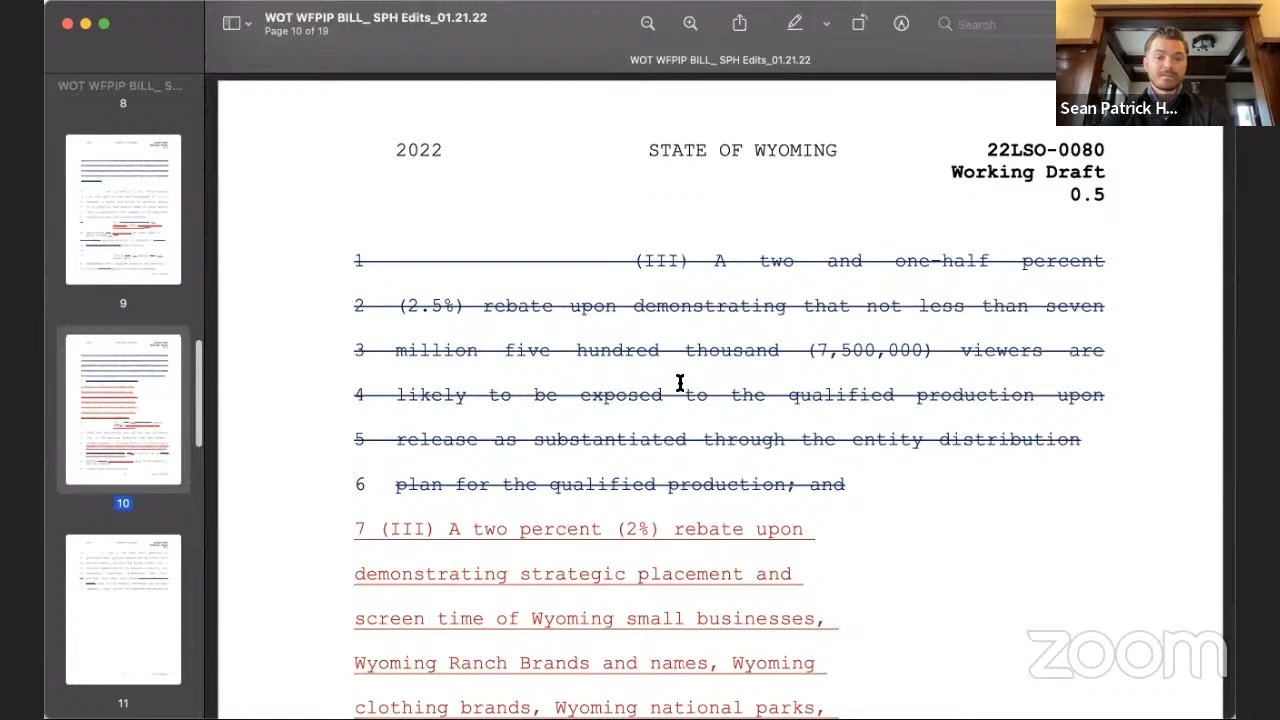 WOT WFPIP BILL_ SPH Edits_01.21.22
Page 10 of 19
Search
WOT WFPIP BILL_ SPH Edits_01.21.22
WOT WFPIP BILL_ S...
8
9
10
11
Sean Patrick H...
2022 STATE OF WYOMING 22LSO-0080
Working Draft
0.5
1 (III) A two and one-half percent
2 (2.5%) rebate upon demonstrating that not less than seven
3 million five hundred thousand (7,500,000) viewers are
4 likely to be exposed to the qualified production upon
5 release as substantiated through the entity distribution
6 plan for the qualified production; and
7 (III) A two percent (2%) rebate upon
demonstrating strategic placement and
screen time of Wyoming small businesses,
Wyoming Ranch Brands and names, Wyoming
clothing brands, Wyoming national parks,
zoom